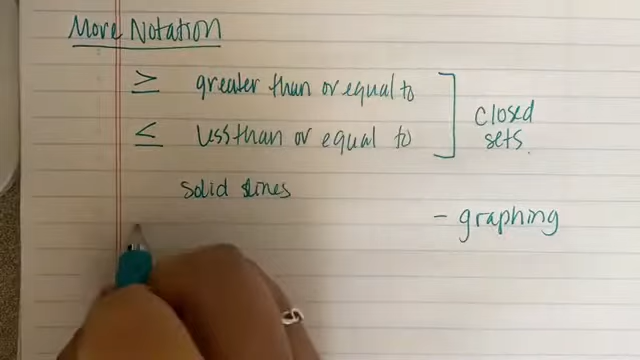 More Notation
≥ greater than or equal to
≤ less than or equal to
closed
sets.
solid lines
- graphing